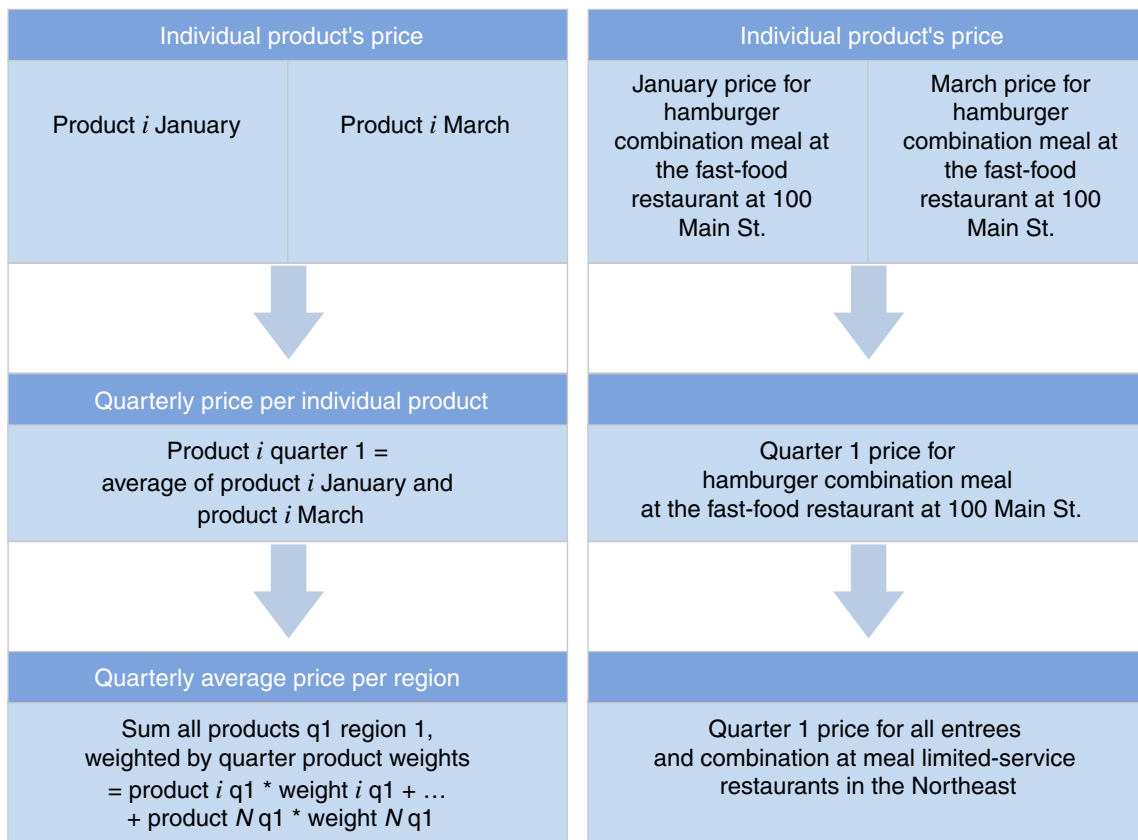 Individual product's price
Product i January
Product i March
Quarterly price per individual product
Product i quarter 1 =
average of product i January and
product i March
Quarterly average price per region
Sum all products q1 region 1,
weighted by quarter product weights
= product i q1 * weight i q1 + …
+ product N q1 * weight N q1
Individual product's price
January price for
hamburger
combination meal at
the fast-food
restaurant at 100
Main St.
March price for
hamburger
combination meal at
the fast-food
restaurant at 100
Main St.
Quarter 1 price for
hamburger combination meal
at the fast-food restaurant at 100 Main St.
Quarter 1 price for all entrees
and combination at meal limited-service
restaurants in the Northeast